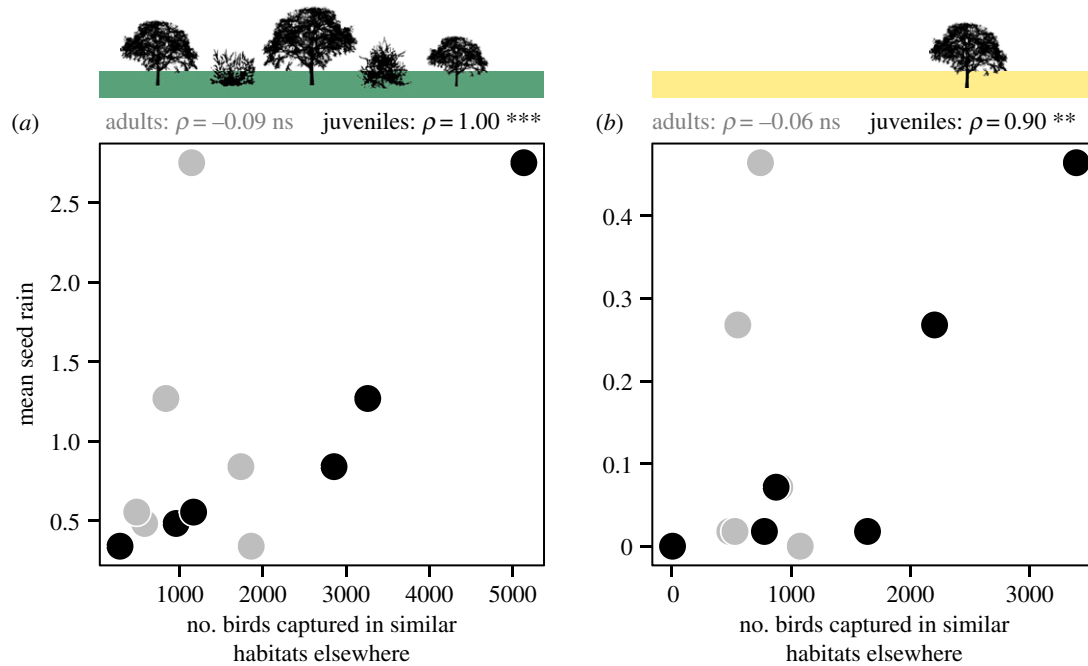 (a) adults: ρ = –0.09 ns juveniles: ρ = 1.00 ***
2.5
2.0
1.5
1.0
0.5
mean seed rain
1000 2000 3000 4000 5000
no. birds captured in similar
habitats elsewhere
(b) adults: ρ = –0.06 ns juveniles: ρ = 0.90 **
0.4
0.3
0.2
0.1
0
0 1000 2000 3000
no. birds captured in similar
habitats elsewhere